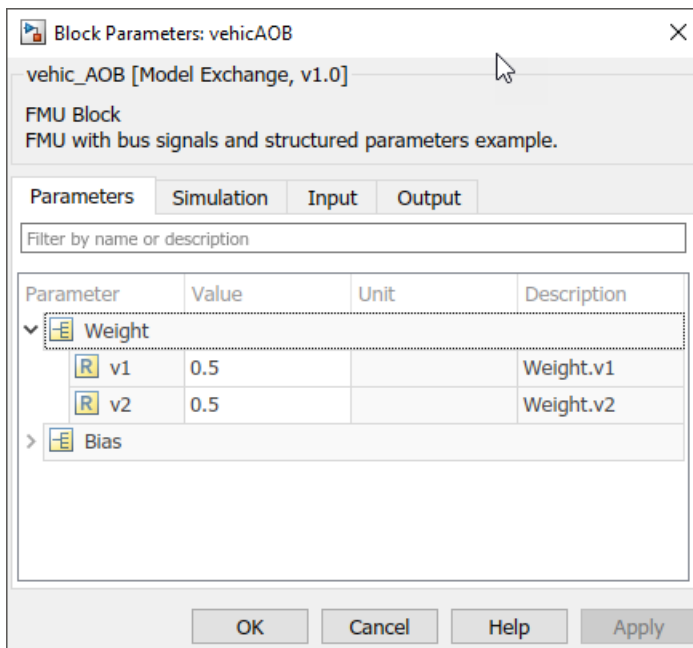 Block Parameters: vehicAOB
vehic_AOB [Model Exchange, v1.0]
FMU Block
FMU with bus signals and structured parameters example.
Parameters Simulation Input Output
Filter by name or description
Parameter Value Unit Description
Weight
R v1 0.5 Weight.v1
R v2 0.5 Weight.v2
Bias
OK Cancel Help Apply